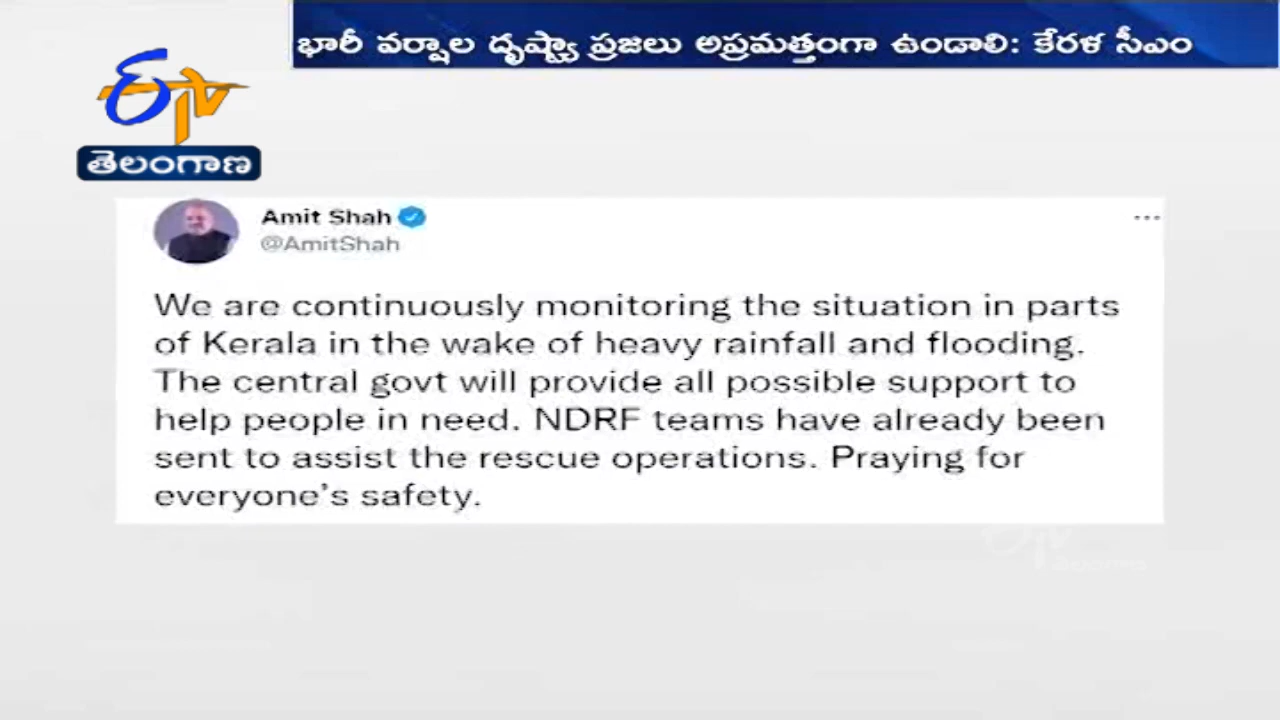 భారీ వర్షాల దృష్ట్యా ప్రజలు అప్రమత్తంగా ఉండాలి: కేరళ సీఎం
ETV
తెలంగాణ
Amit Shah
@AmitShah
We are continuously monitoring the situation in parts
of Kerala in the wake of heavy rainfall and flooding.
The central govt will provide all possible support to
help people in need. NDRF teams have already been
sent to assist the rescue operations. Praying for
everyone's safety.
ETV
తెలంగాణ